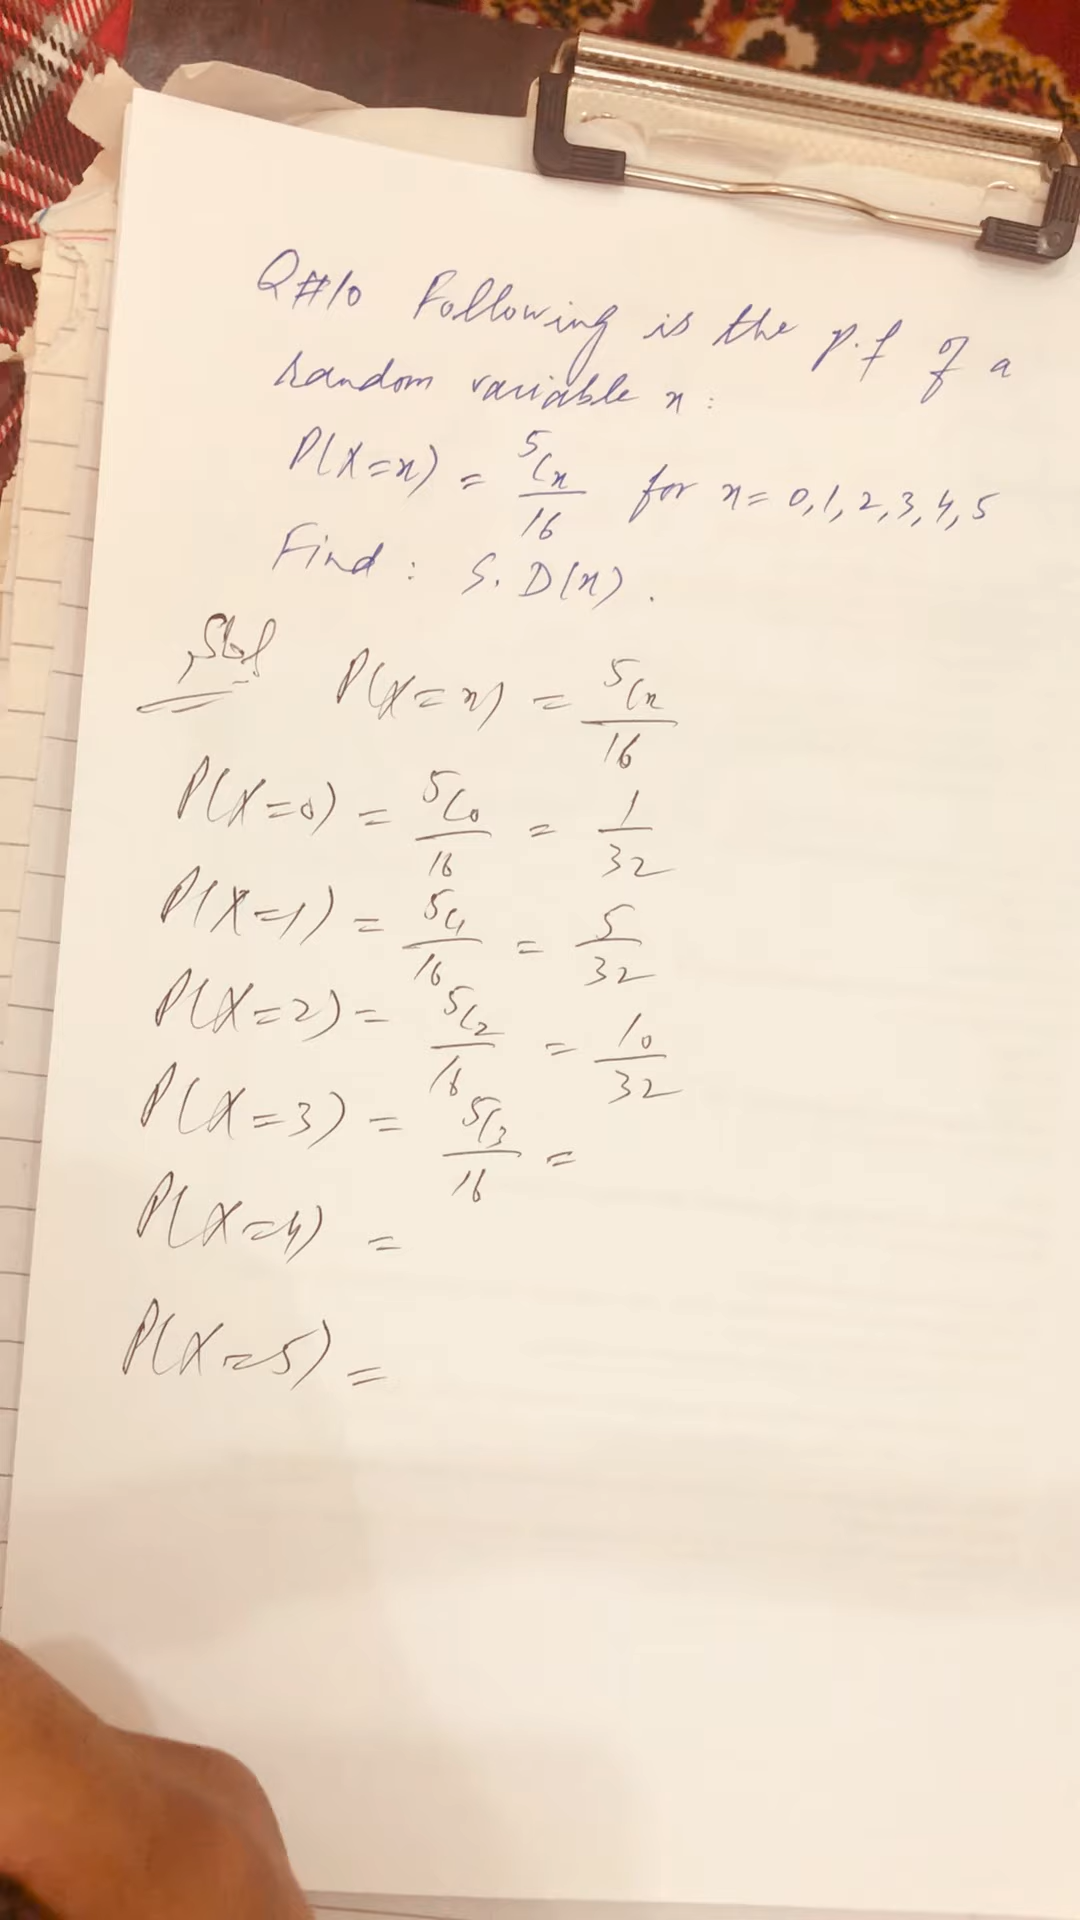 Q#10 Following is the p.f of a
random variable x:
P(X=x) = ⁵Cx/16 for x= 0,1,2,3,4,5
Find: S.D(x).
Sol
P(X=x) = ⁵Cx/16
P(X=0) = ⁵C₀/16 = 1/32
P(X=1) = ⁵C₁/16 = 5/32
P(X=2) = ⁵C₂/16 = 10/32
P(X=3) = ⁵C₃/16 =
P(X=4) =
P(X=5) =